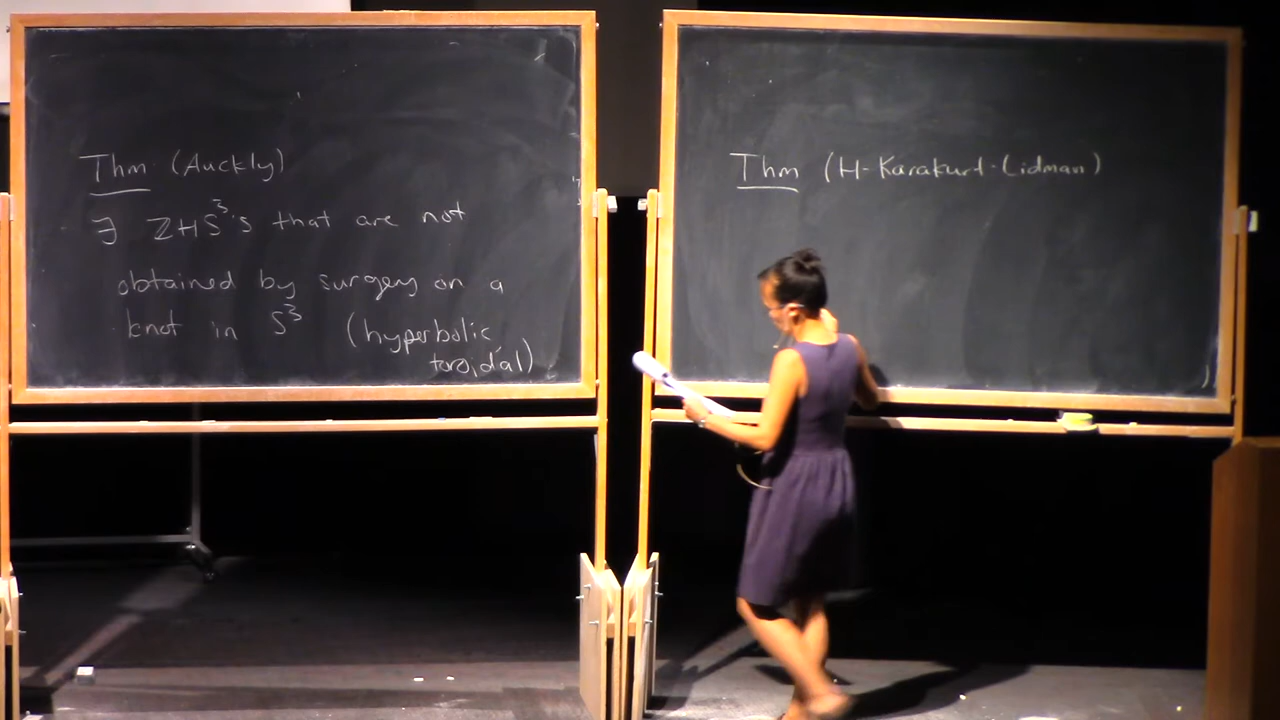 Thm (Auckly)
∃ ZHS³'s that are not
obtained by surgery on a
knot in S³ (hyperbolic,
toroidal)
Thm (H-Karakurt-Lidman)